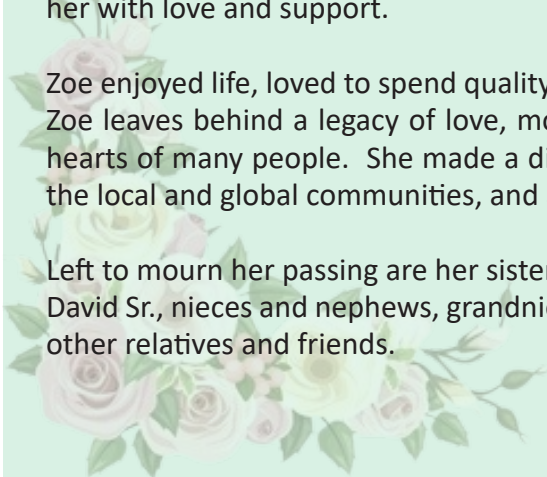 her with love and support.
Zoe enjoyed life, loved to spend quality
Zoe leaves behind a legacy of love, mo
hearts of many people.  She made a di
the local and global communities, and
Left to mourn her passing are her sister
David Sr., nieces and nephews, grandnie
other relatives and friends.